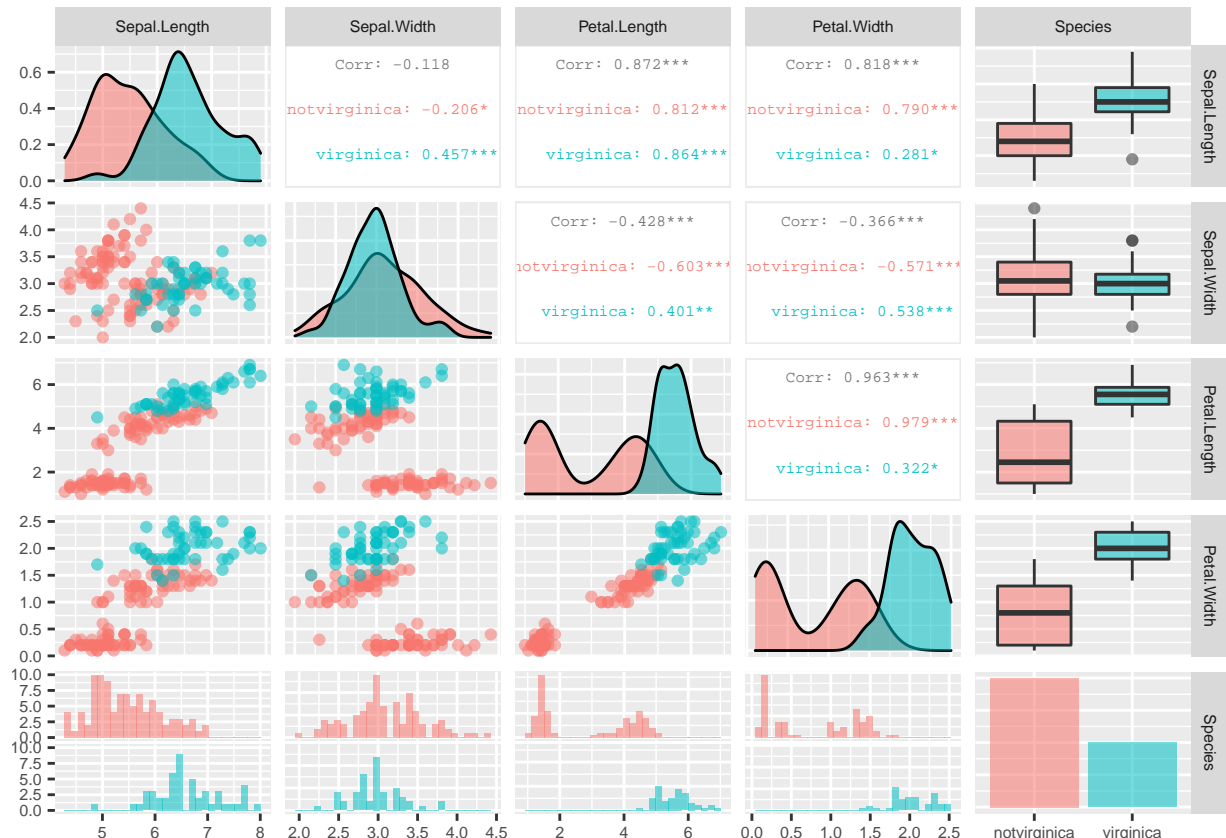 Sepal.Length
Sepal.Width
Petal.Length
Petal.Width
Species
0.6
0.4
0.2
0.0
Corr: -0.118
notvirginica: -0.206*
virginica: 0.457***
Corr: 0.872***
notvirginica: 0.812***
virginica: 0.864***
Corr: 0.818***
notvirginica: 0.790***
virginica: 0.281*
Sepal.Length
4.5
4.0
3.5
3.0
2.5
2.0
Corr: -0.428***
notvirginica: -0.603***
virginica: 0.401**
Corr: -0.366***
notvirginica: -0.571***
virginica: 0.538***
Sepal.Width
6
4
2
Corr: 0.963***
notvirginica: 0.979***
virginica: 0.322*
Petal.Length
2.5
2.0
1.5
1.0
0.5
0.0
Petal.Width
10.0
7.5
5.0
2.5
0.0
10.0
7.5
5.0
2.5
0.0
Species
5 6 7 8
2.0 2.5 3.0 3.5 4.0 4.5
2 4 6
0.0 0.5 1.0 1.5 2.0 2.5
notvirginica virginica